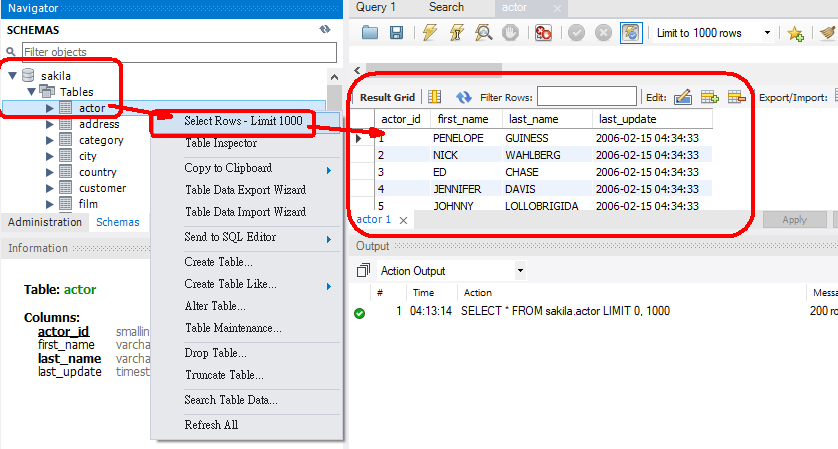 Navigator
SCHEMAS
Filter objects
sakila
Tables
actor
address
category
city
country
customer
film
Administration Schemas
Information
Table: actor
Columns:
actor_id smallin
first_name varcha
last_name varcha
last_update timest
Select Rows - Limit 1000
Table Inspector
Copy to Clipboard
Table Data Export Wizard
Table Data Import Wizard
Send to SQL Editor
Create Table...
Create Table Like...
Alter Table...
Table Maintenance...
Drop Table...
Truncate Table...
Search Table Data...
Refresh All
Query 1 Search actor
Limit to 1000 rows
Result Grid Filter Rows: Edit: Export/Import:
actor_id first_name last_name last_update
1 PENELOPE GUINESS 2006-02-15 04:34:33
2 NICK WAHLBERG 2006-02-15 04:34:33
3 ED CHASE 2006-02-15 04:34:33
4 JENNIFER DAVIS 2006-02-15 04:34:33
5 JOHNNY LOLLOBRIGIDA 2006-02-15 04:34:33
actor 1 Apply
Output
Action Output
# Time Action Messa
1 04:13:14 SELECT * FROM sakila.actor LIMIT 0, 1000 200 ro